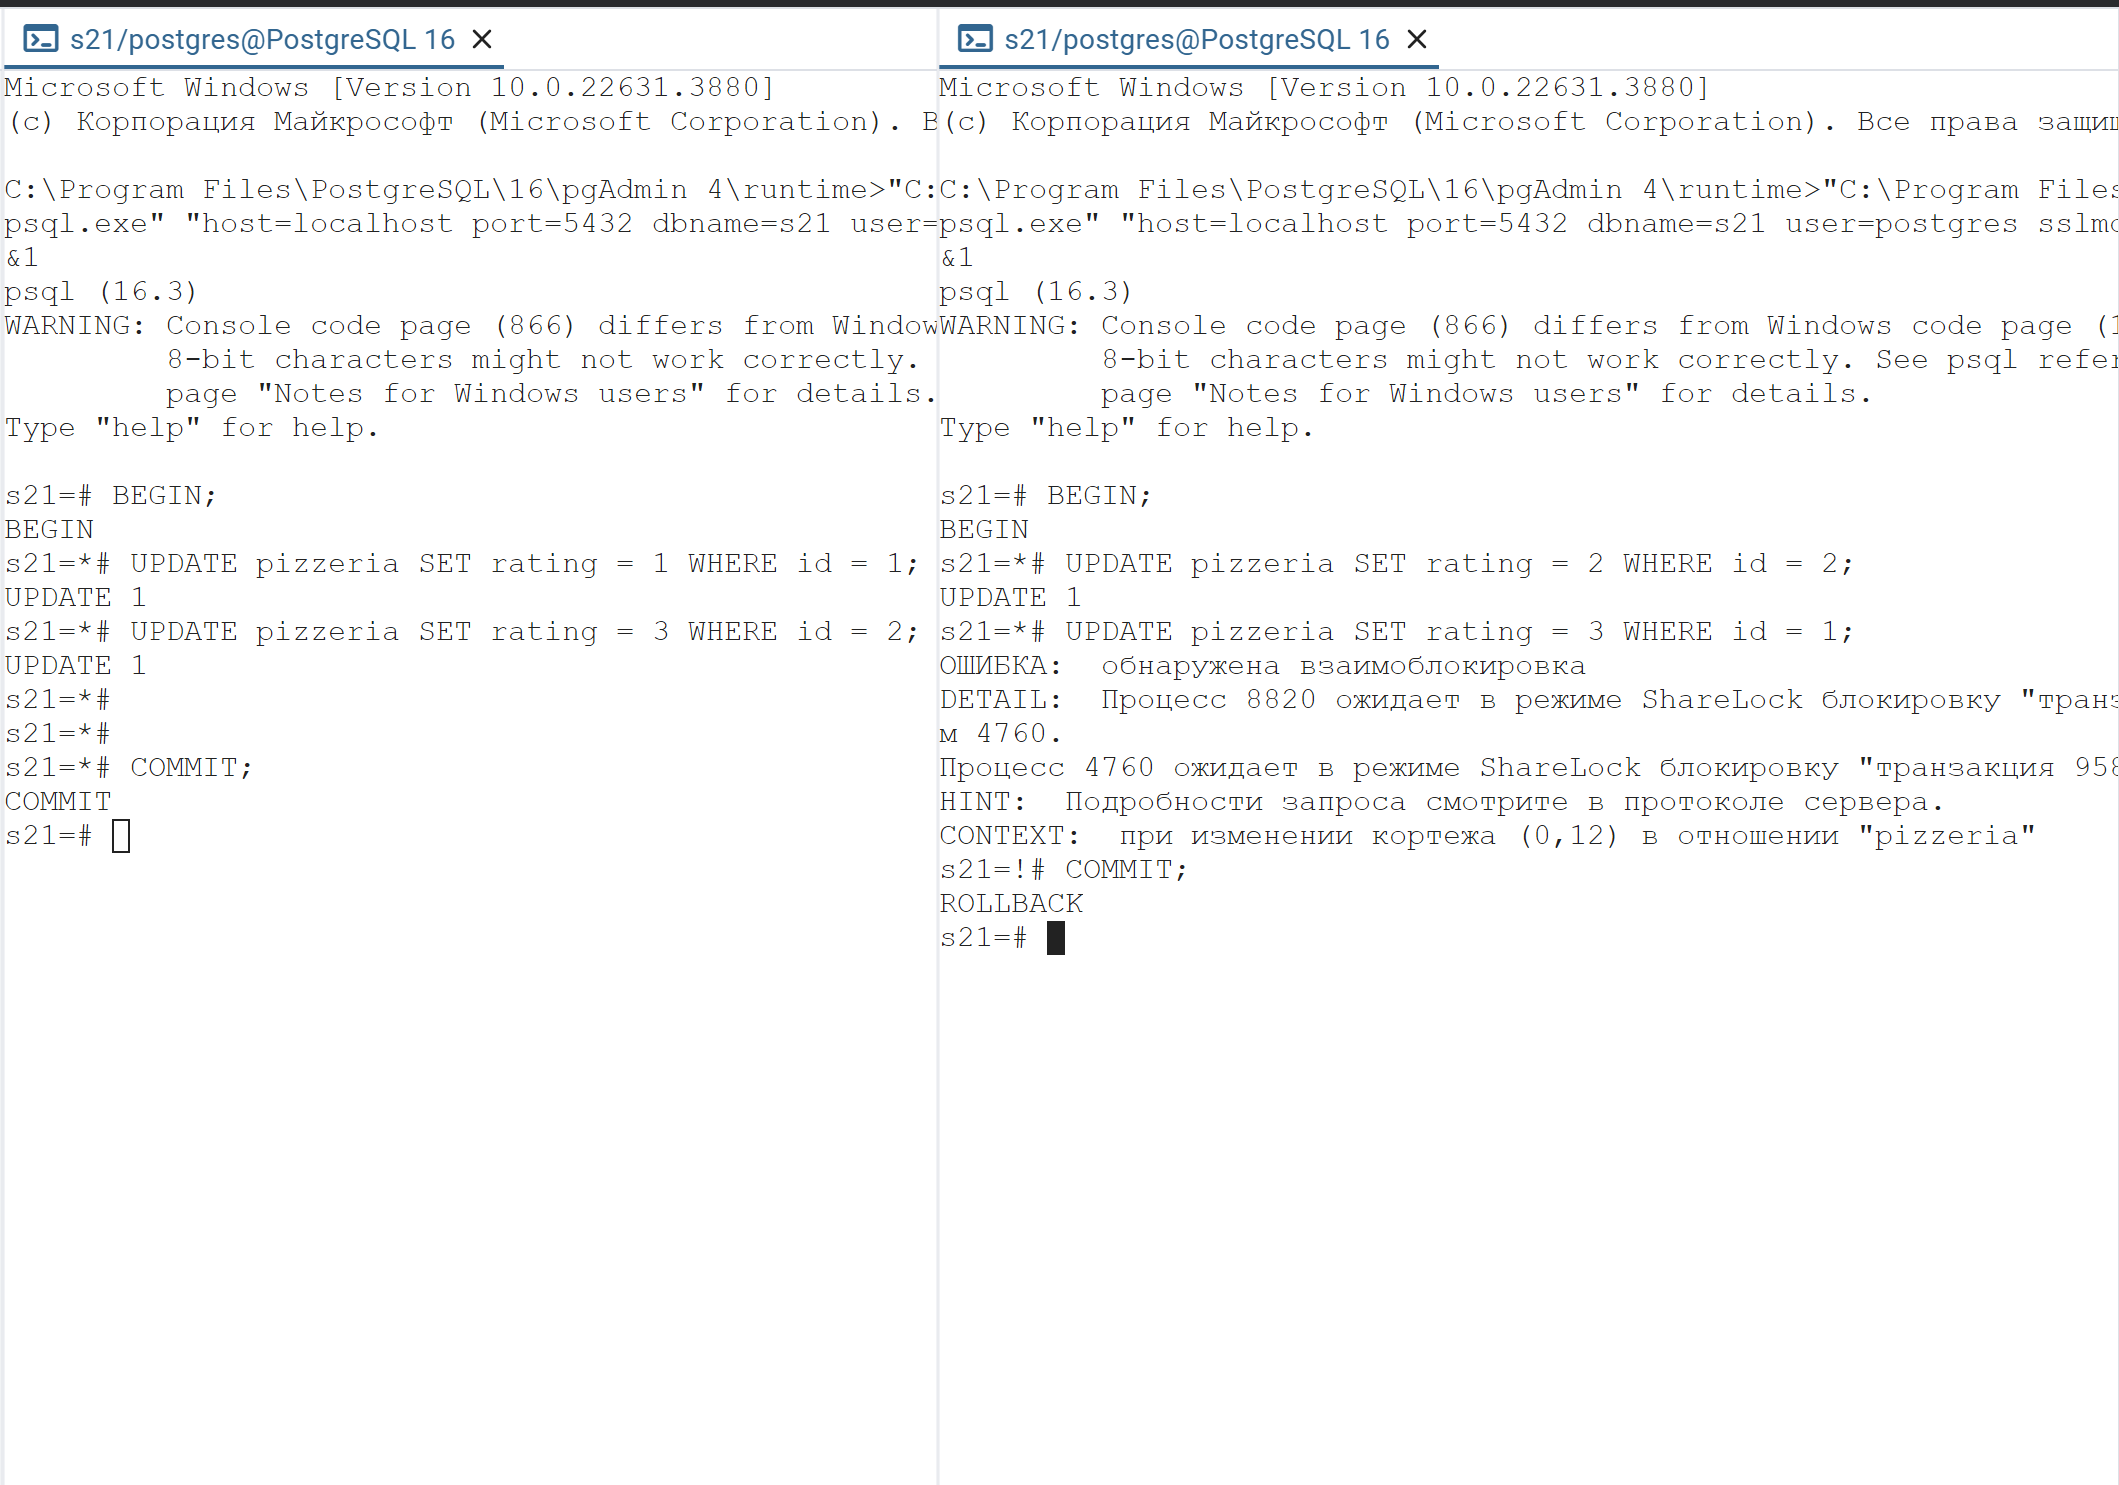 s21/postgres@PostgreSQL 16
Microsoft Windows [Version 10.0.22631.3880]
(c) Корпорация Майкрософт (Microsoft Corporation). В
C:\Program Files\PostgreSQL\16\pgAdmin 4\runtime>"C:
psql.exe" "host=localhost port=5432 dbname=s21 user=
&1
psql (16.3)
WARNING: Console code page (866) differs from Window
8-bit characters might not work correctly.
page "Notes for Windows users" for details.
Type "help" for help.
s21=# BEGIN;
BEGIN
s21=*# UPDATE pizzeria SET rating = 1 WHERE id = 1;
UPDATE 1
s21=*# UPDATE pizzeria SET rating = 3 WHERE id = 2;
UPDATE 1
s21=*#
s21=*#
s21=*# COMMIT;
COMMIT
s21=#
s21/postgres@PostgreSQL 16
Microsoft Windows [Version 10.0.22631.3880]
(c) Корпорация Майкрософт (Microsoft Corporation). Все права защи
C:\Program Files\PostgreSQL\16\pgAdmin 4\runtime>"C:\Program Files
psql.exe" "host=localhost port=5432 dbname=s21 user=postgres sslmo
&1
psql (16.3)
WARNING: Console code page (866) differs from Windows code page (1
8-bit characters might not work correctly. See psql refer
page "Notes for Windows users" for details.
Type "help" for help.
s21=# BEGIN;
BEGIN
s21=*# UPDATE pizzeria SET rating = 2 WHERE id = 2;
UPDATE 1
s21=*# UPDATE pizzeria SET rating = 3 WHERE id = 1;
ОШИБКА:  обнаружена взаимоблокировка
DETAIL:  Процесс 8820 ожидает в режиме ShareLock блокировку "транз
м 4760.
Процесс 4760 ожидает в режиме ShareLock блокировку "транзакция 958
HINT:  Подробности запроса смотрите в протоколе сервера.
CONTEXT:  при изменении кортежа (0,12) в отношении "pizzeria"
s21=!# COMMIT;
ROLLBACK
s21=#